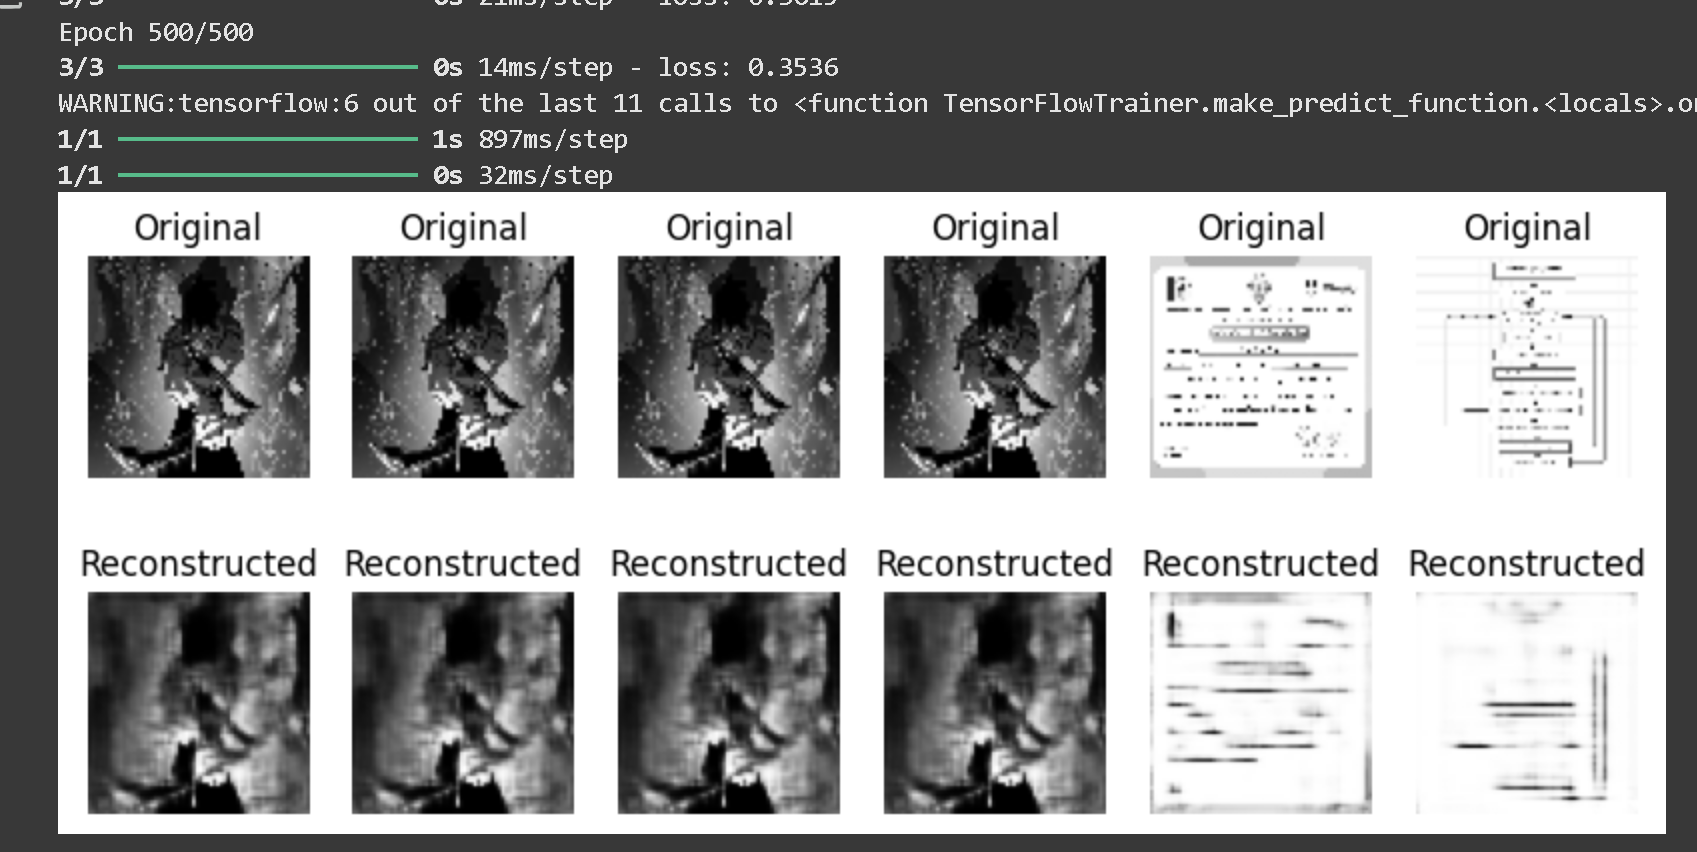 Epoch 500/500
3/3 0s 14ms/step - loss: 0.3536
WARNING:tensorflow:6 out of the last 11 calls to <function TensorFlowTrainer.make_predict_function.<locals>.
1/1 1s 897ms/step
1/1 0s 32ms/step
Original Original Original Original Original Original
Reconstructed Reconstructed Reconstructed Reconstructed Reconstructed Reconstructed